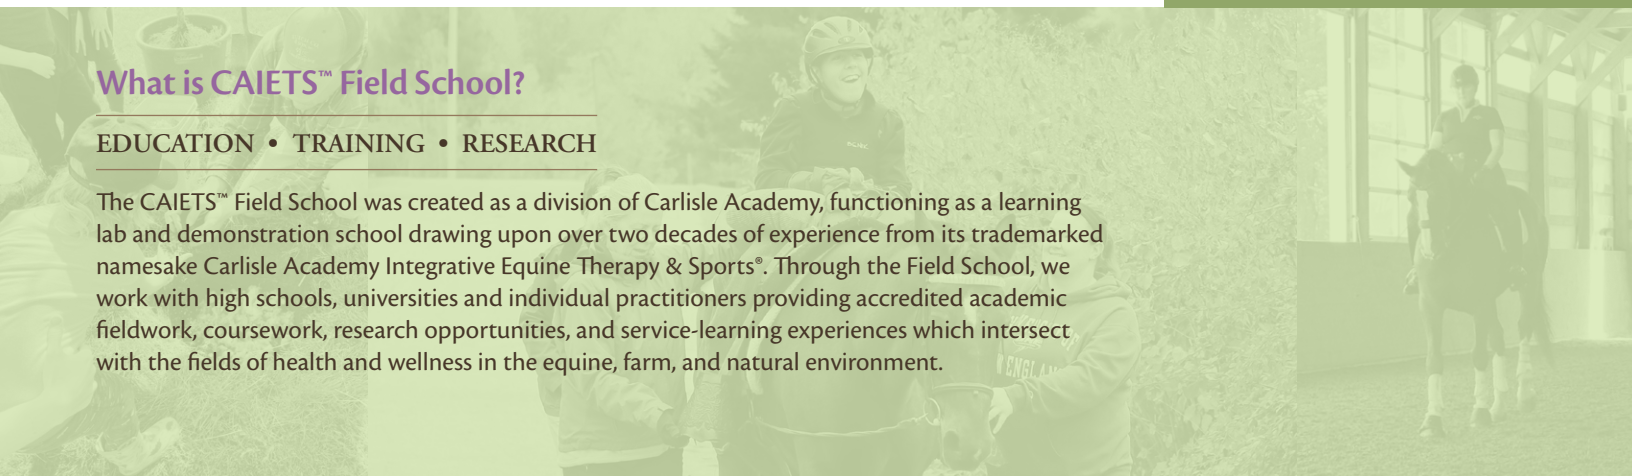 What is CAIETS™ Field School?
EDUCATION • TRAINING • RESEARCH
The CAIETS™ Field School was created as a division of Carlisle Academy, functioning as a learning
lab and demonstration school drawing upon over two decades of experience from its trademarked
namesake Carlisle Academy Integrative Equine Therapy & Sports®. Through the Field School, we
work with high schools, universities and individual practitioners providing accredited academic
fieldwork, coursework, research opportunities, and service-learning experiences which intersect
with the fields of health and wellness in the equine, farm, and natural environment.
ENGLAN